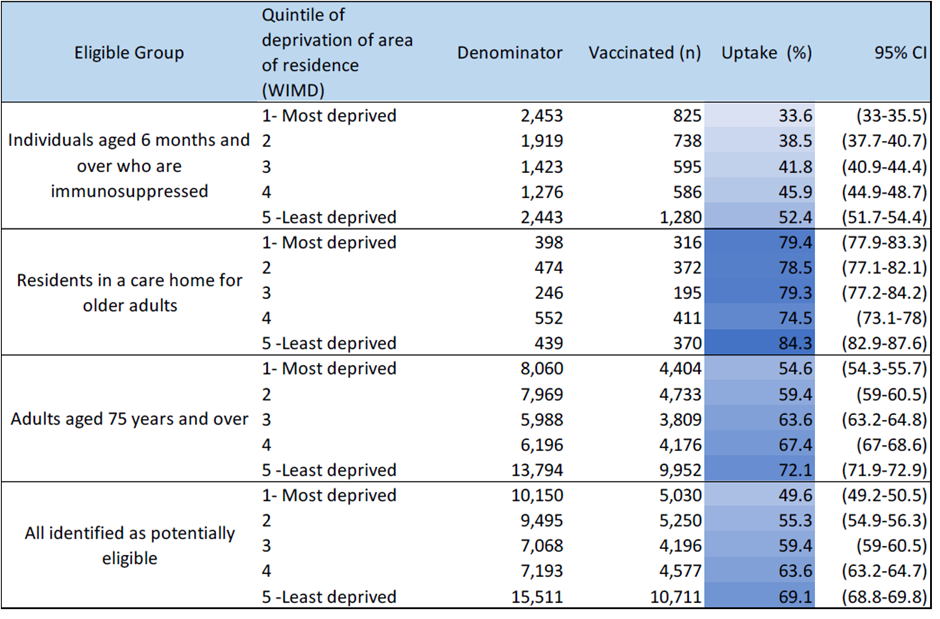 Eligible Group Quintile of deprivation of area of residence (WIMD) Denominator Vaccinated (n) Uptake (%) 95% CI
Individuals aged 6 months and over who are immunosuppressed
1- Most deprived 2,453 825 33.6 (33-35.5)
2 1,919 738 38.5 (37.7-40.7)
3 1,423 595 41.8 (40.9-44.4)
4 1,276 586 45.9 (44.9-48.7)
5 -Least deprived 2,443 1,280 52.4 (51.7-54.4)
Residents in a care home for older adults
1- Most deprived 398 316 79.4 (77.9-83.3)
2 474 372 78.5 (77.1-82.1)
3 246 195 79.3 (77.2-84.2)
4 552 411 74.5 (73.1-78)
5 -Least deprived 439 370 84.3 (82.9-87.6)
Adults aged 75 years and over
1- Most deprived 8,060 4,404 54.6 (54.3-55.7)
2 7,969 4,733 59.4 (59-60.5)
3 5,988 3,809 63.6 (63.2-64.8)
4 6,196 4,176 67.4 (67-68.6)
5 -Least deprived 13,794 9,952 72.1 (71.9-72.9)
All identified as potentially eligible
1- Most deprived 10,150 5,030 49.6 (49.2-50.5)
2 9,495 5,250 55.3 (54.9-56.3)
3 7,068 4,196 59.4 (59-60.5)
4 7,193 4,577 63.6 (63.2-64.7)
5 -Least deprived 15,511 10,711 69.1 (68.8-69.8)